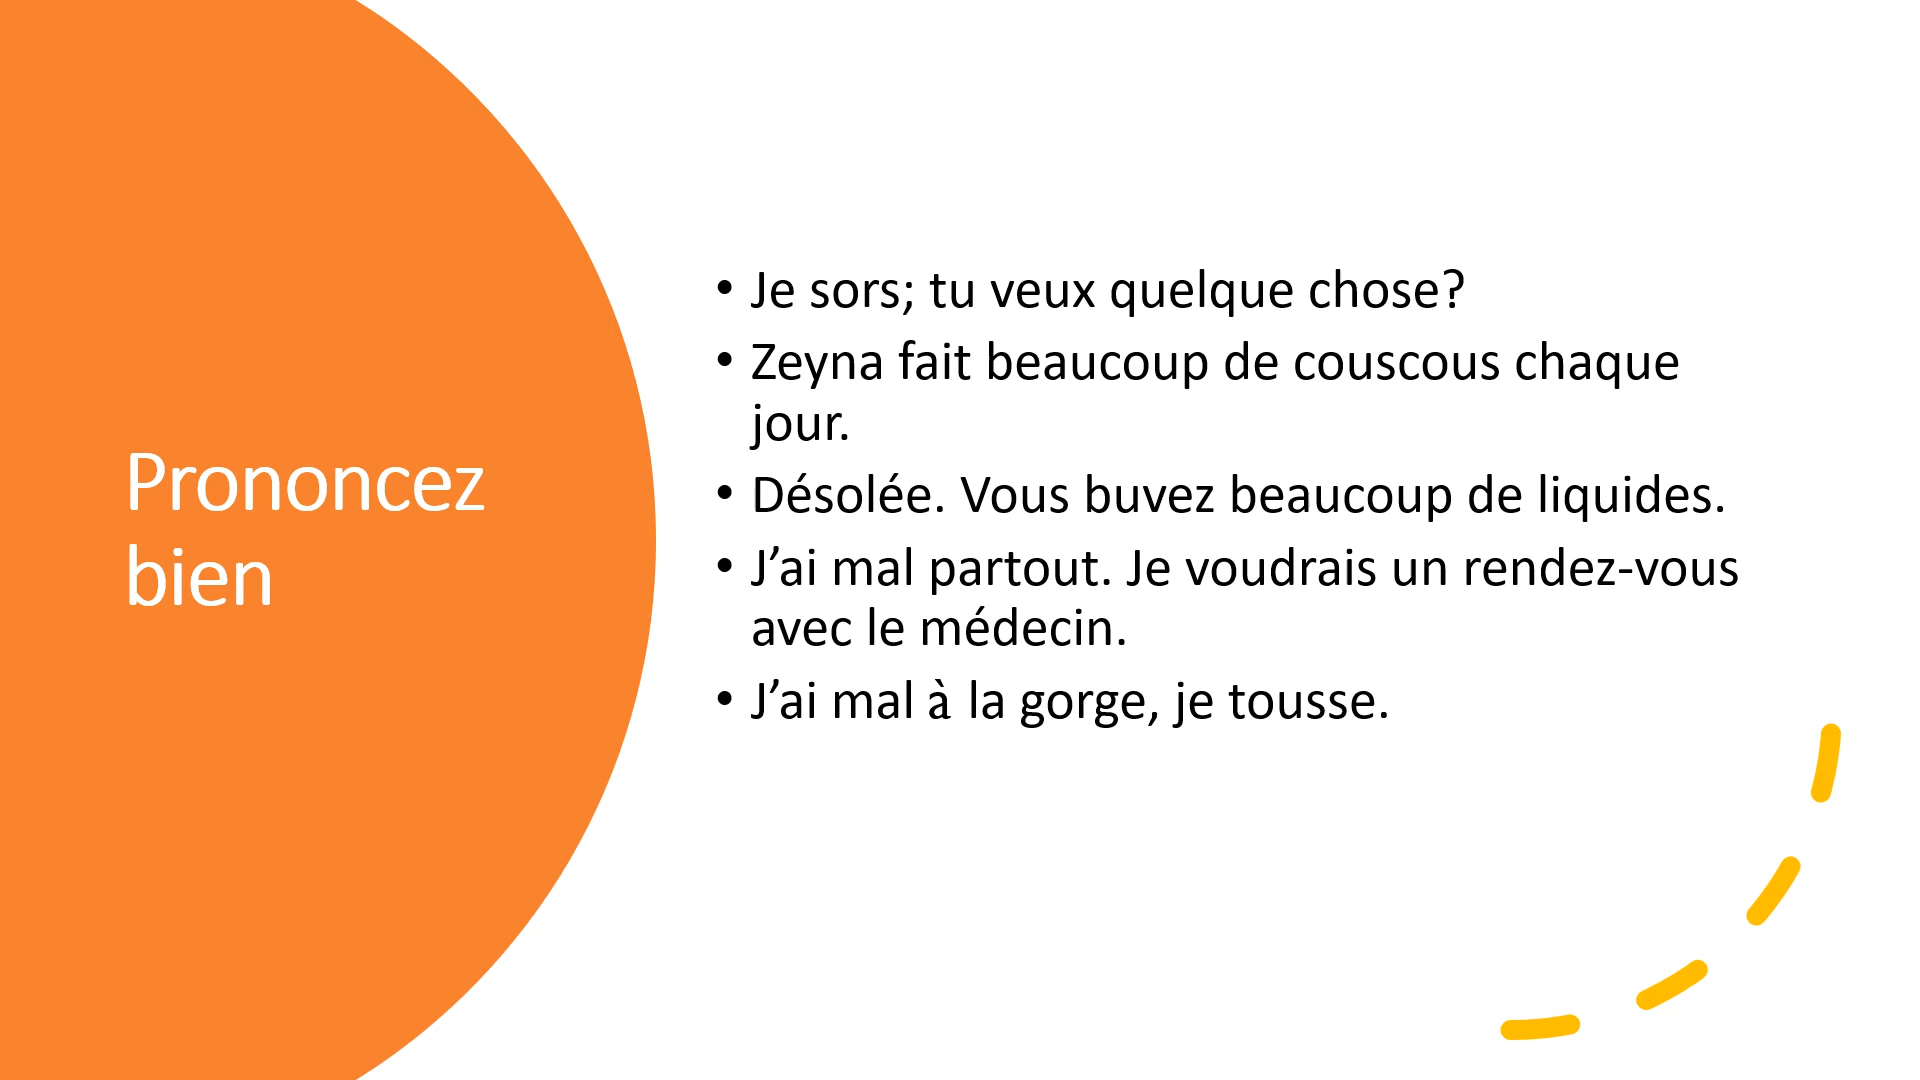 Prononcez
bien
• Je sors; tu veux quelque chose?
• Zeyna fait beaucoup de couscous chaque
jour.
• Désolée. Vous buvez beaucoup de liquides.
• J’ai mal partout. Je voudrais un rendez-vous
avec le médecin.
• J’ai mal à la gorge, je tousse.